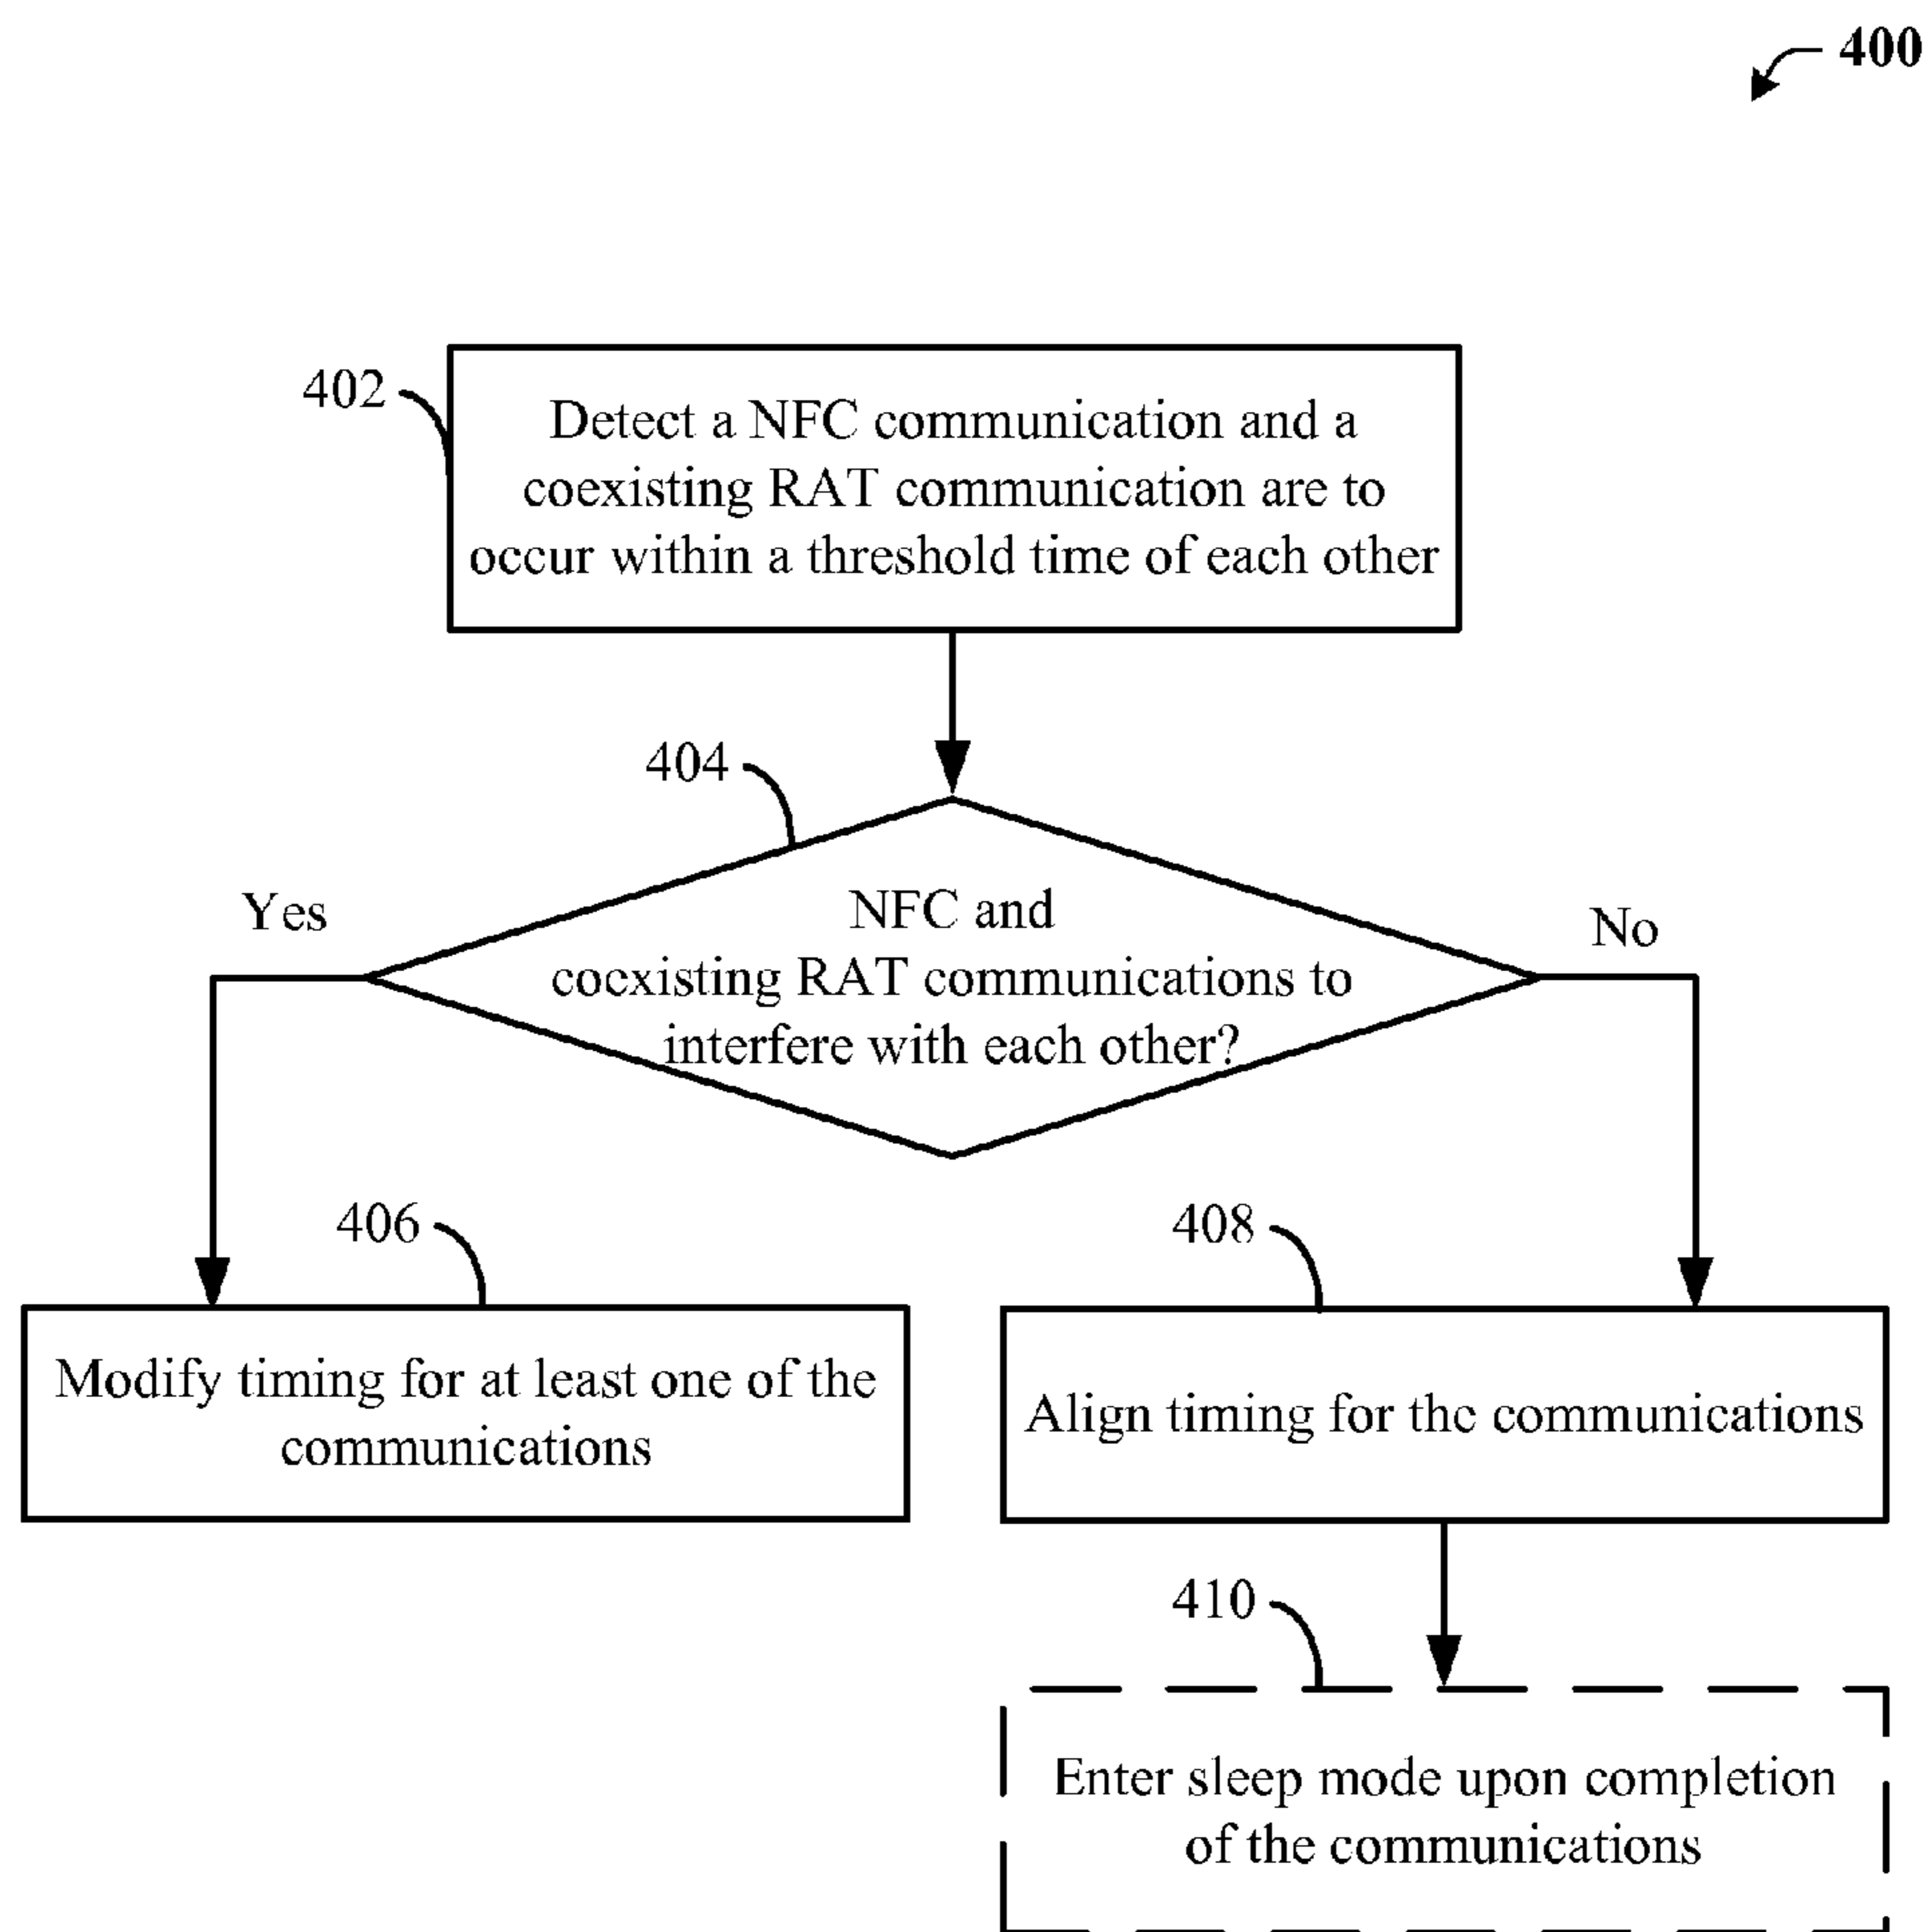 400
402
Detect a NFC communication and a
coexisting RAT communication are to
occur within a threshold time of each other
404
Yes
No
NFC and
coexisting RAT communications to
interfere with each other?
406
408
Modify timing for at least one of the
communications
Align timing for the communications
410
Enter sleep mode upon completion
of the communications